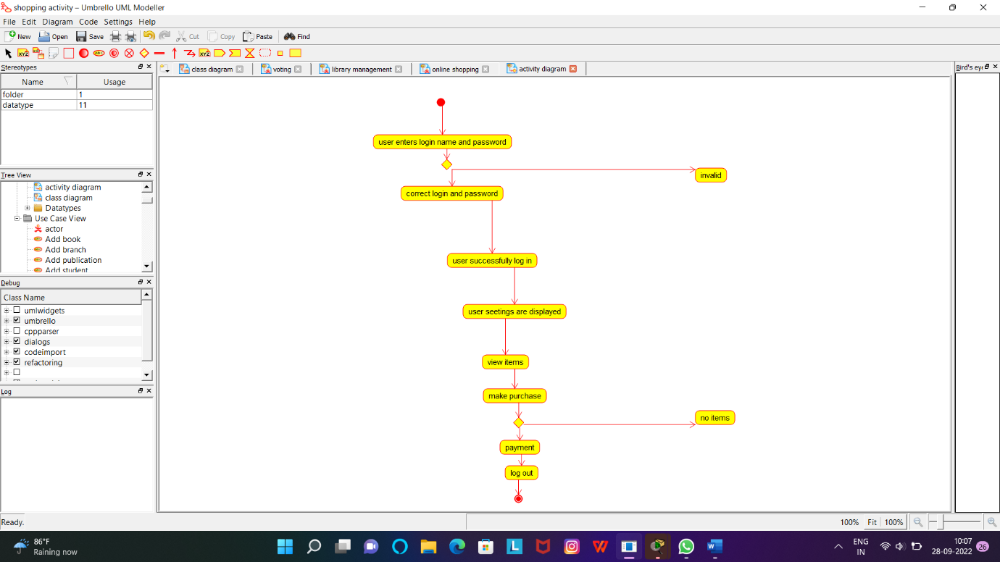 shopping activity – Umbrello UML Modeller
File Edit Diagram Code Settings Help
New Open Save Cut Copy Paste Find
Stereotypes
Name Usage
folder 1
datatype 11
Tree View
activity diagram
class diagram
Datatypes
Use Case View
actor
Add book
Add branch
Add publication
Add student
Debug
Class Name
umlwidgets
umbrello
cppparser
dialogs
codeimport
refactoring
Log
class diagram voting library management online shopping activity diagram
user enters login name and password
invalid
correct login and password
user successfully log in
user seetings are displayed
view items
make purchase
no items
payment
log out
Bird's eye
Ready.
100% Fit 100%
86°F
Raining now
ENG
IN
10:07
28-09-2022
26